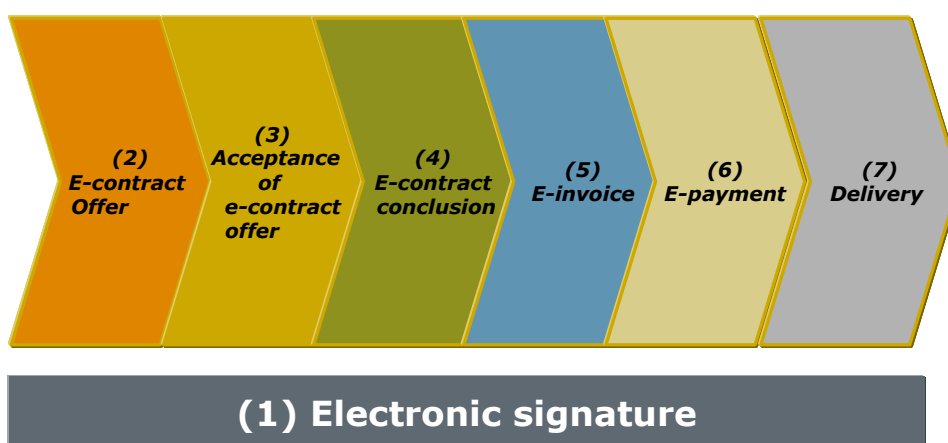 (2)
E-contract
Offer
(3)
Acceptance
of
e-contract
offer
(4)
E-contract
conclusion
(5)
E-invoice
(6)
E-payment
(7)
Delivery
(1) Electronic signature